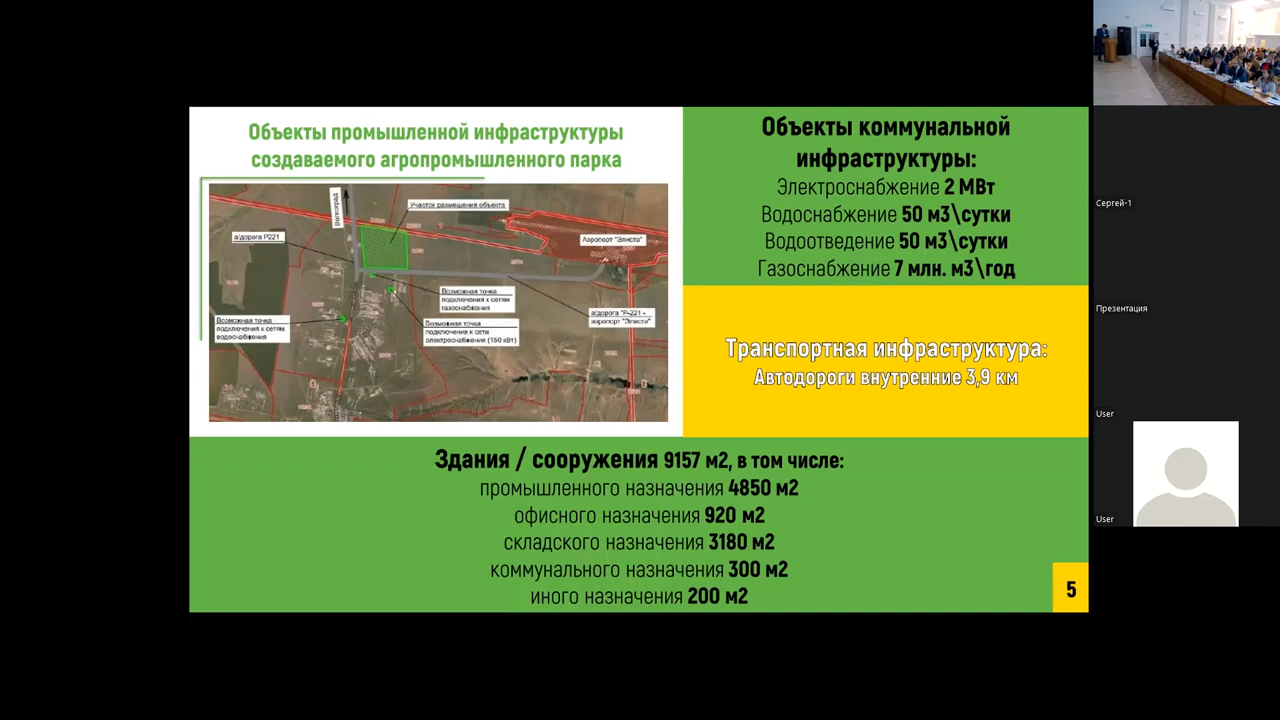 Объекты промышленной инфраструктуры
создаваемого агропромышленного парка
Волгоград
Участок размещения объекта
а/дорога Р221
Аэропорт "Элиста"
Возможная точка
подключения к сетям
газоснабжения
Возможная точка
подключения к сетям
водоснабжения
Возможная точка
подключения к сети
электроснабжения (150 кВт)
а/дорога "Р-221 -
аэропорт "Элиста"
Объекты коммунальной
инфраструктуры:
Электроснабжение 2 МВт
Водоснабжение 50 м3\сутки
Водоотведение 50 м3\сутки
Газоснабжение 7 млн. м3\год
Транспортная инфраструктура:
Автодороги внутренние 3,9 км
Здания / сооружения 9157 м2, в том числе:
промышленного назначения 4850 м2
офисного назначения 920 м2
складского назначения 3180 м2
коммунального назначения 300 м2
иного назначения 200 м2
5
Сергей-1
Презентация
User
User